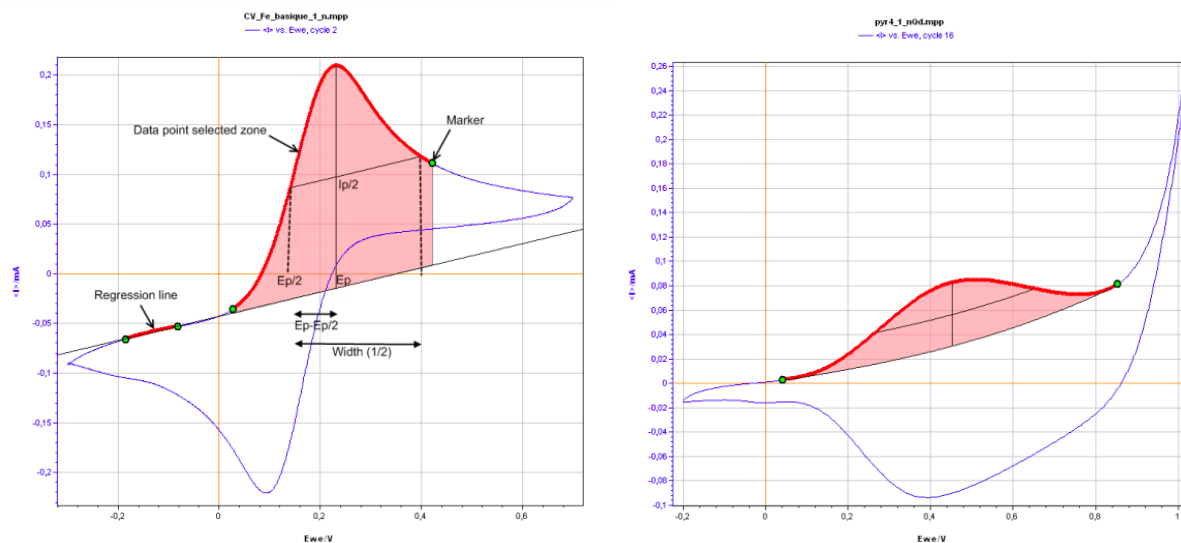 CV_Fe_basique_1_n.mpp
<I> vs. Ewe, cycle 2
0,2
0,15
0,1
0,05
0
-0,05
-0,1
-0,15
-0,2
<I>/mA
Data point selected zone
Marker
Ip/2
Ep/2
Ep
Regression line
Ep-Ep/2
Width (1/2)
-0,2
0
0,2
0,4
0,6
Ewe/V
pyr4_1_n0d.mpp
<I> vs. Ewe, cycle 16
0,26
0,24
0,22
0,2
0,18
0,16
0,14
0,12
0,1
0,08
0,06
0,04
0,02
0
-0,02
-0,04
-0,06
-0,08
-0,1
<I>/mA
-0,2
0
0,2
0,4
0,6
0,8
1
Ewe/V